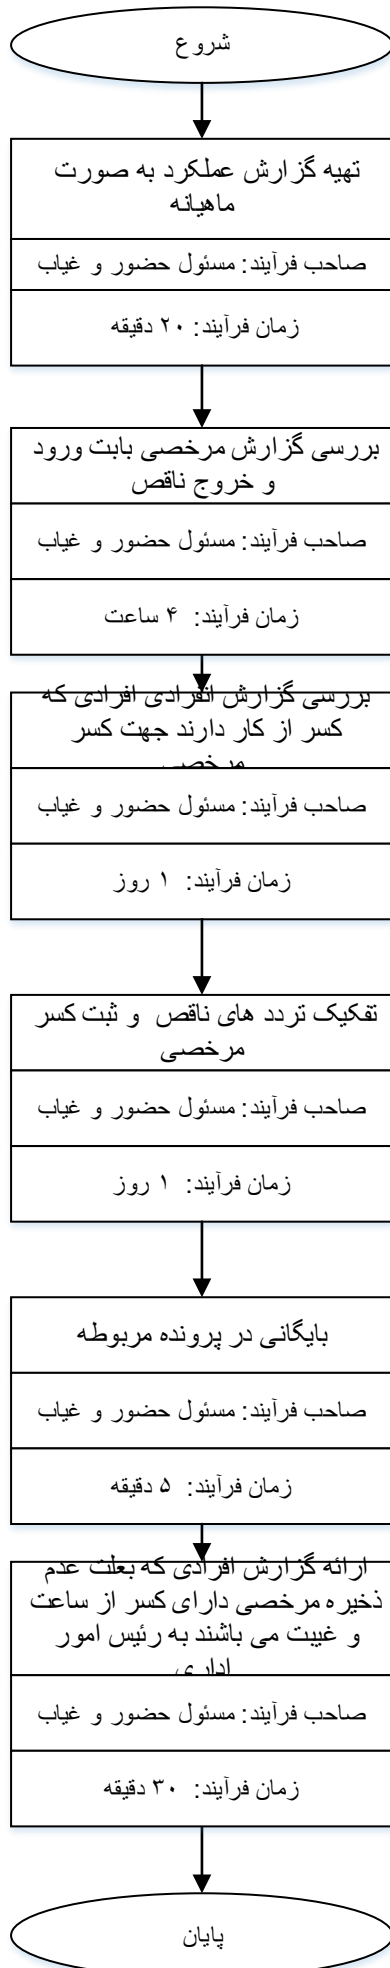 شروع
تهیه گزارش عملکرد به صورت
ماهیانه
صاحب فرآیند: مسئول حضور و غیاب
زمان فرآیند: ۲۰ دقیقه
بررسی گزارش مرخصی بابت ورود
و خروج ناقص
صاحب فرآیند: مسئول حضور و غیاب
زمان فرآیند: ۴ ساعت
بررسی گزارش انفرادی افرادی که
کسر از کار دارند جهت کسر
مرخصی
صاحب فرآیند: مسئول حضور و غیاب
زمان فرآیند: ۱ روز
تفکیک تردد های ناقص و ثبت کسر
مرخصی
صاحب فرآیند: مسئول حضور و غیاب
زمان فرآیند: ۱ روز
بایگانی در پرونده مربوطه
صاحب فرآیند: مسئول حضور و غیاب
زمان فرآیند: ۵ دقیقه
ارائه گزارش افرادی که بعلت عدم
ذخیره مرخصی دارای کسر از ساعت
و غیبت می باشند به رئیس امور
اداری
صاحب فرآیند: مسئول حضور و غیاب
زمان فرآیند: ۳۰ دقیقه
پایان